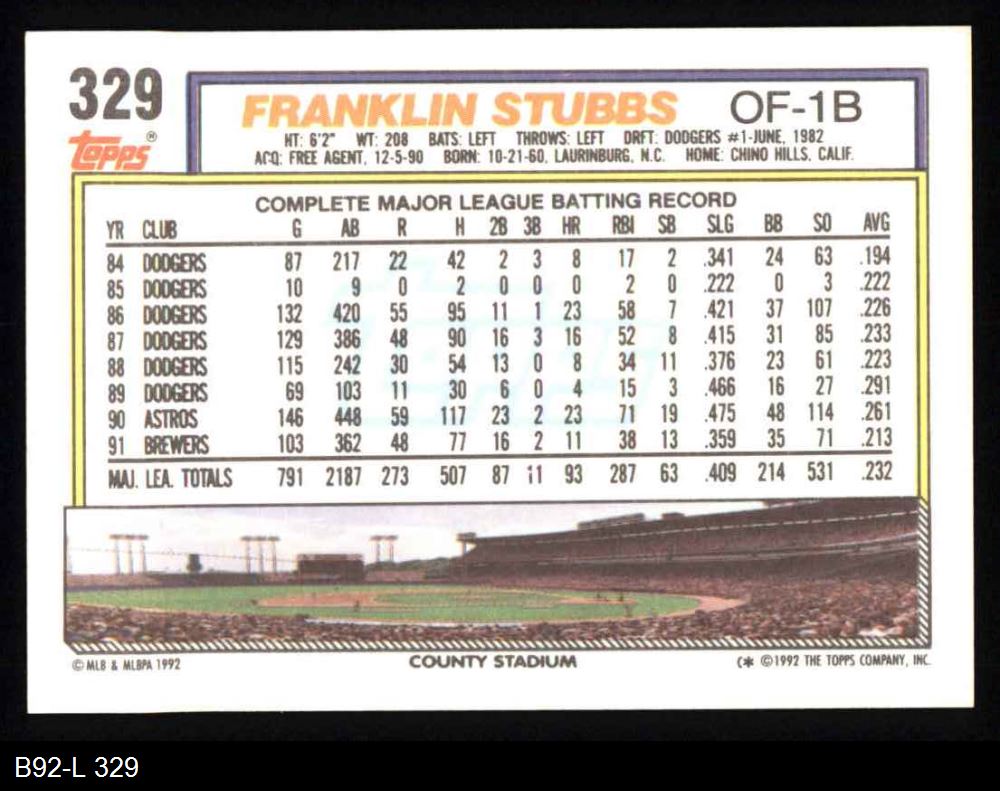 329
FRANKLIN STUBBS OF-1B
Topps®
HT: 6'2" WT: 208 BATS: LEFT THROWS: LEFT DRFT: DODGERS #1-JUNE, 1982
ACQ: FREE AGENT, 12-5-90 BORN: 10-21-60, LAURINBURG, N.C. HOME: CHINO HILLS, CALIF.
COMPLETE MAJOR LEAGUE BATTING RECORD
YR CLUB G AB R H 2B 3B HR RBI SB SLG BB SO AVG
84 DODGERS 87 217 22 42 2 3 8 17 2 .341 24 63 .194
85 DODGERS 10 9 0 2 0 0 0 2 0 .222 0 3 .222
86 DODGERS 132 420 55 95 11 1 23 58 7 .421 37 107 .226
87 DODGERS 129 386 48 90 16 3 16 52 8 .415 31 85 .233
88 DODGERS 115 242 30 54 13 0 8 34 11 .376 23 61 .223
89 DODGERS 69 103 11 30 6 0 4 15 3 .466 16 27 .291
90 ASTROS 146 448 59 117 23 2 23 71 19 .475 48 114 .261
91 BREWERS 103 362 48 77 16 2 11 38 13 .359 35 71 .213
MAJ. LEA. TOTALS 791 2187 273 507 87 11 93 287 63 .409 214 531 .232
© MLB & MLBPA 1992 COUNTY STADIUM (* ©1992 THE TOPPS COMPANY, INC.
B92-L 329